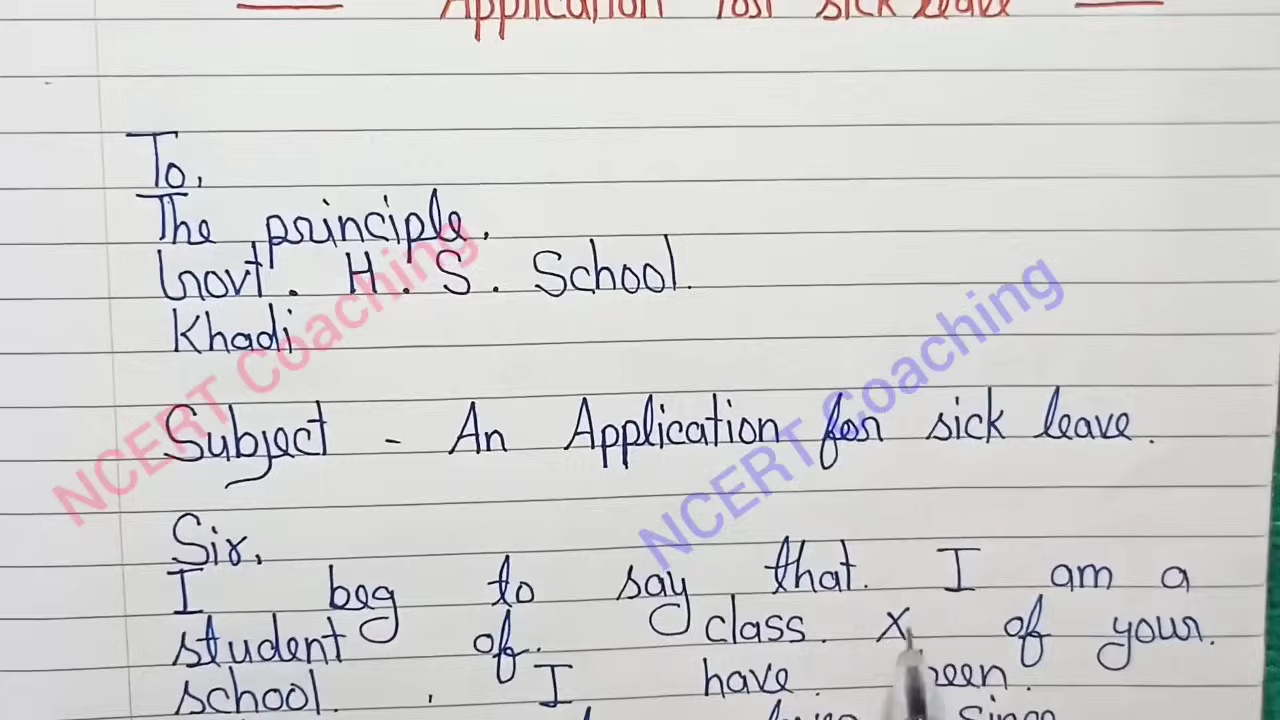 Application for sick leave
To,
The principle.
Govt. H. S. School.
Khadi
Subject - An Application for sick leave.
Sir,
I beg to say that. I am a
student of. class. X. of your.
school. I have. been.
NCERT Coaching
NCERT Coaching